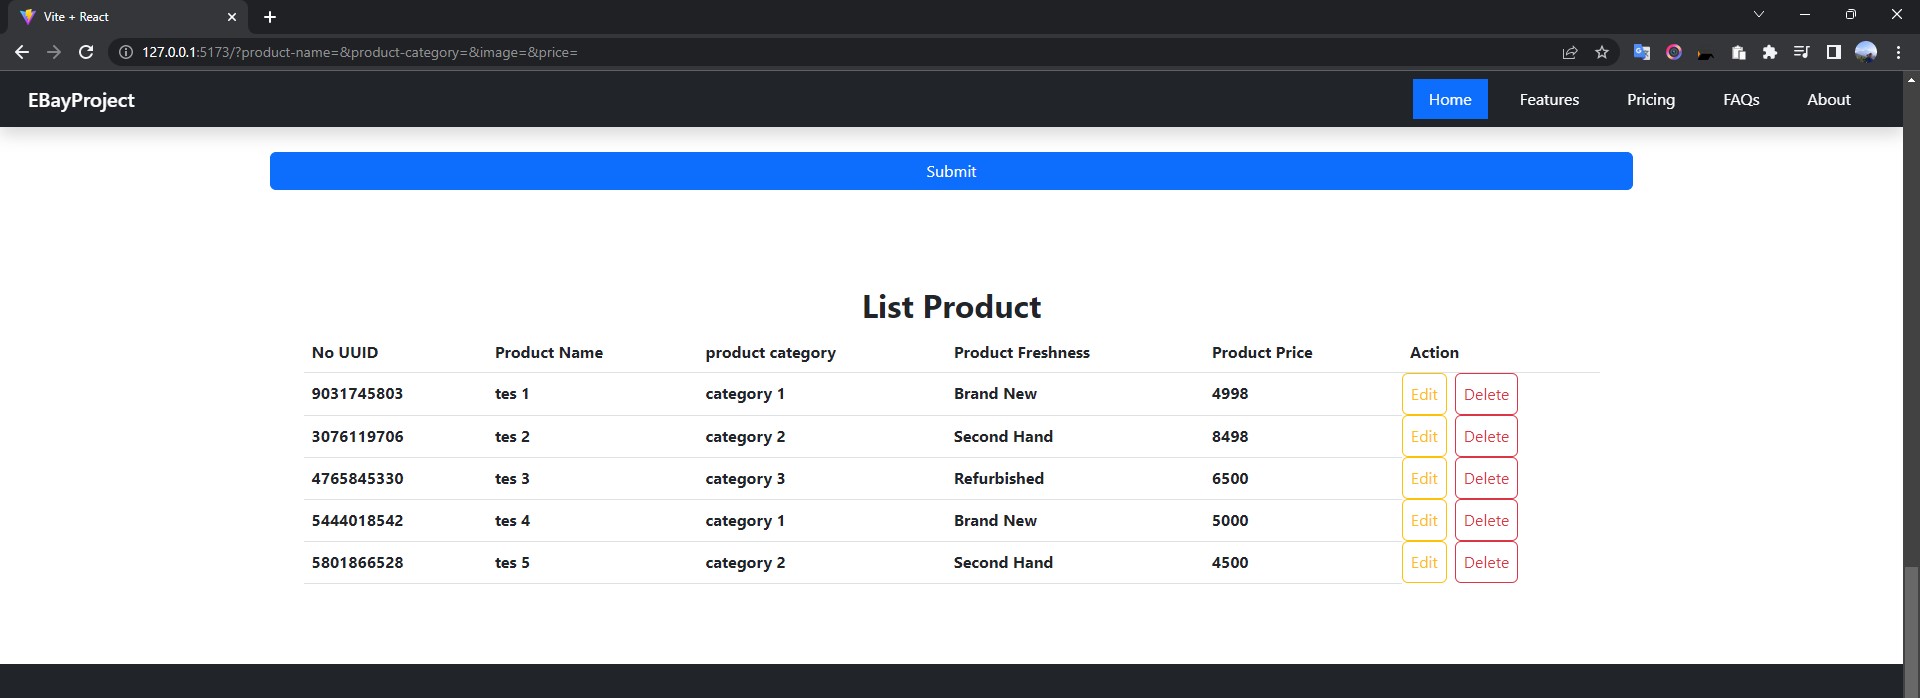 Vite + React
127.0.0.1:5173/?product-name=&product-category=&image=&price=
EBayProject Home Features Pricing FAQs About
Submit
List Product
No UUID Product Name product category Product Freshness Product Price Action
9031745803 tes 1 category 1 Brand New 4998 Edit Delete
3076119706 tes 2 category 2 Second Hand 8498 Edit Delete
4765845330 tes 3 category 3 Refurbished 6500 Edit Delete
5444018542 tes 4 category 1 Brand New 5000 Edit Delete
5801866528 tes 5 category 2 Second Hand 4500 Edit Delete